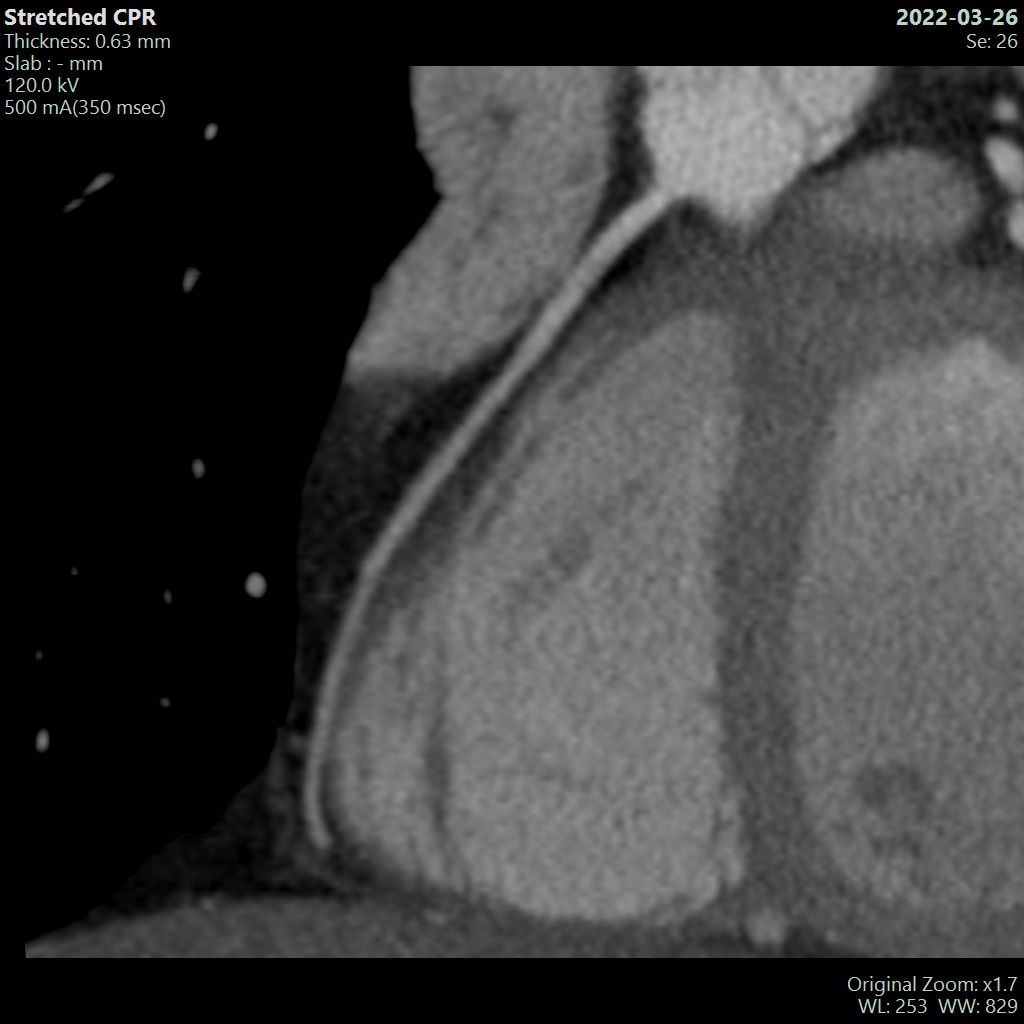 Stretched CPR
Thickness: 0.63 mm
Slab : - mm
120.0 kV
500 mA(350 msec)
2022-03-26
Se: 26
Original Zoom: x1.7
WL: 253 WW: 829